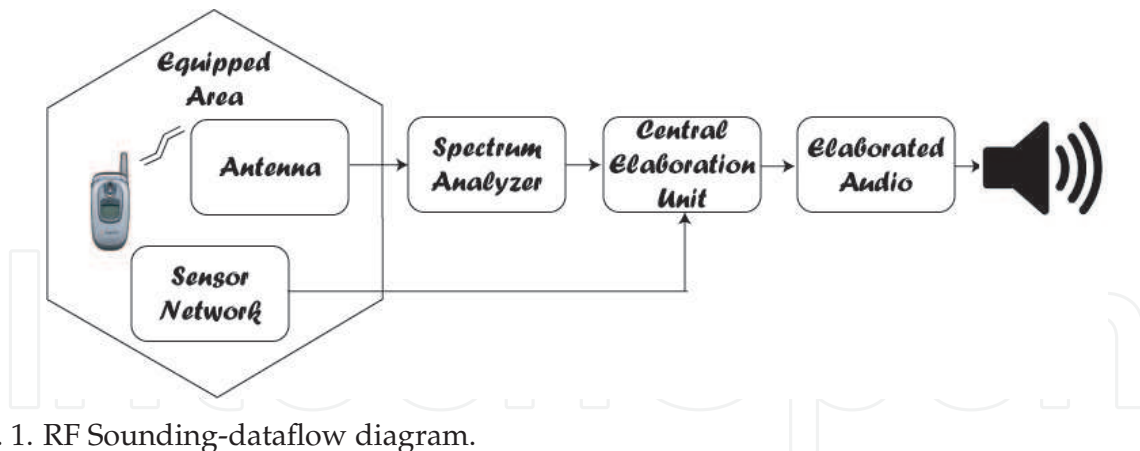 Equipped
Area
Antenna
Spectrum
Analyzer
Central
Elaboration
Unit
Elaborated
Audio
Sensor
Network
. 1. RF Sounding-dataflow diagram.